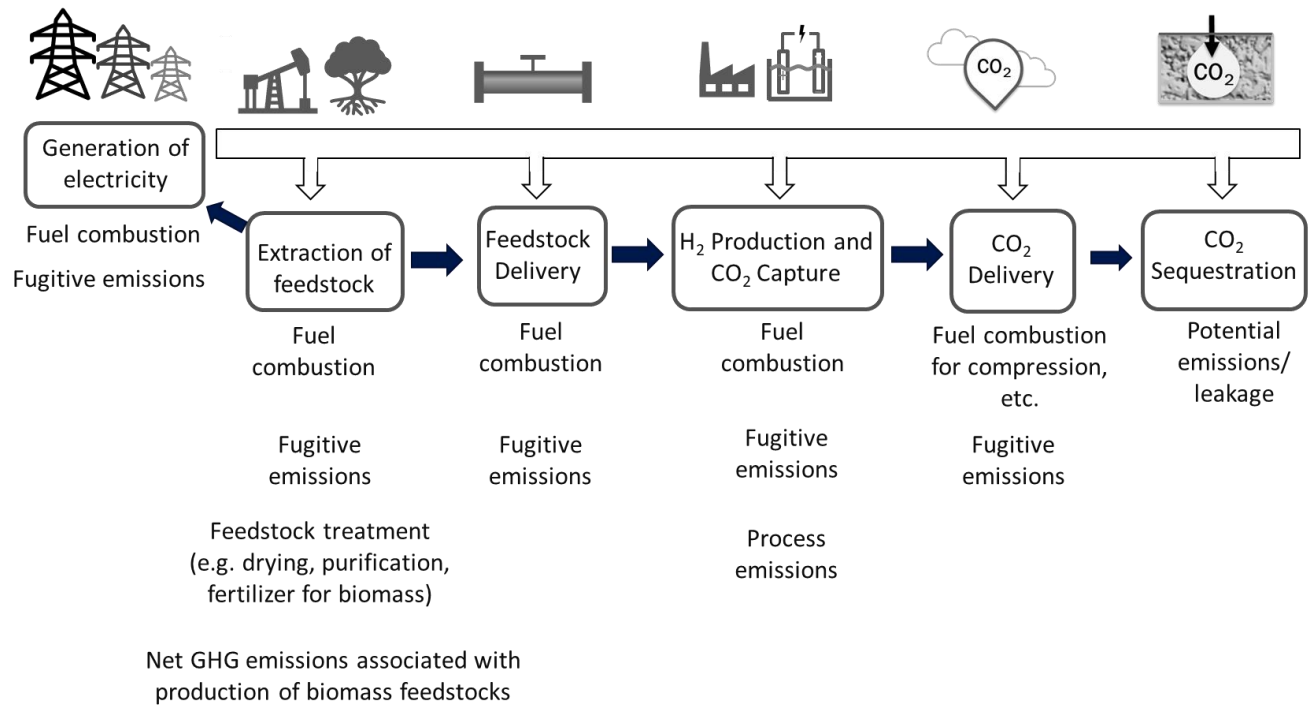 CO2
CO2
Generation of
electricity
Fuel combustion
Fugitive emissions
Extraction of
feedstock
Fuel
combustion
Fugitive
emissions
Feedstock treatment
(e.g. drying, purification,
fertilizer for biomass)
Net GHG emissions associated with
production of biomass feedstocks
Feedstock
Delivery
Fuel
combustion
Fugitive
emissions
H2 Production and
CO2 Capture
Fuel
combustion
Fugitive
emissions
Process
emissions
CO2
Delivery
Fuel combustion
for compression,
etc.
Fugitive
emissions
CO2
Sequestration
Potential
emissions/
leakage